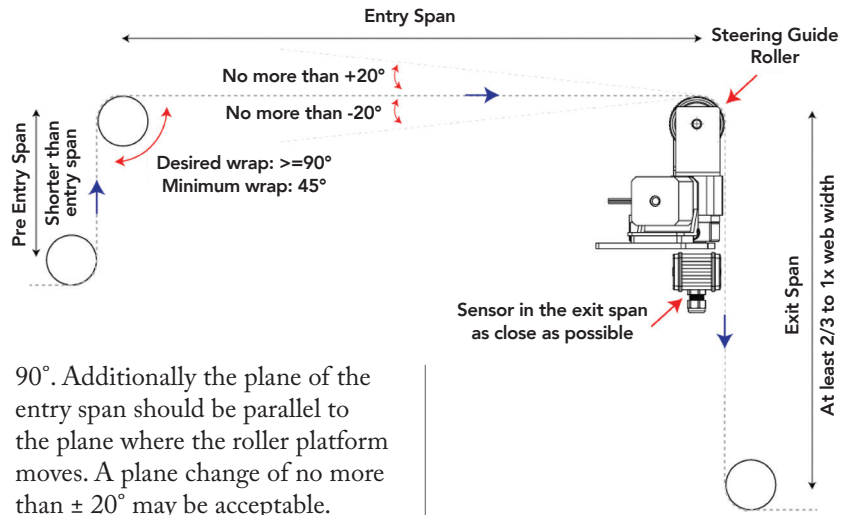 Entry Span
Steering Guide
Roller
No more than +20°
No more than -20°
Desired wrap: >=90°
Minimum wrap: 45°
Pre Entry Span
Shorter than
entry span
Sensor in the exit span
as close as possible
Exit Span
At least 2/3 to 1x web width
90°. Additionally the plane of the
entry span should be parallel to
the plane where the roller platform
moves. A plane change of no more
than ± 20° may be acceptable.